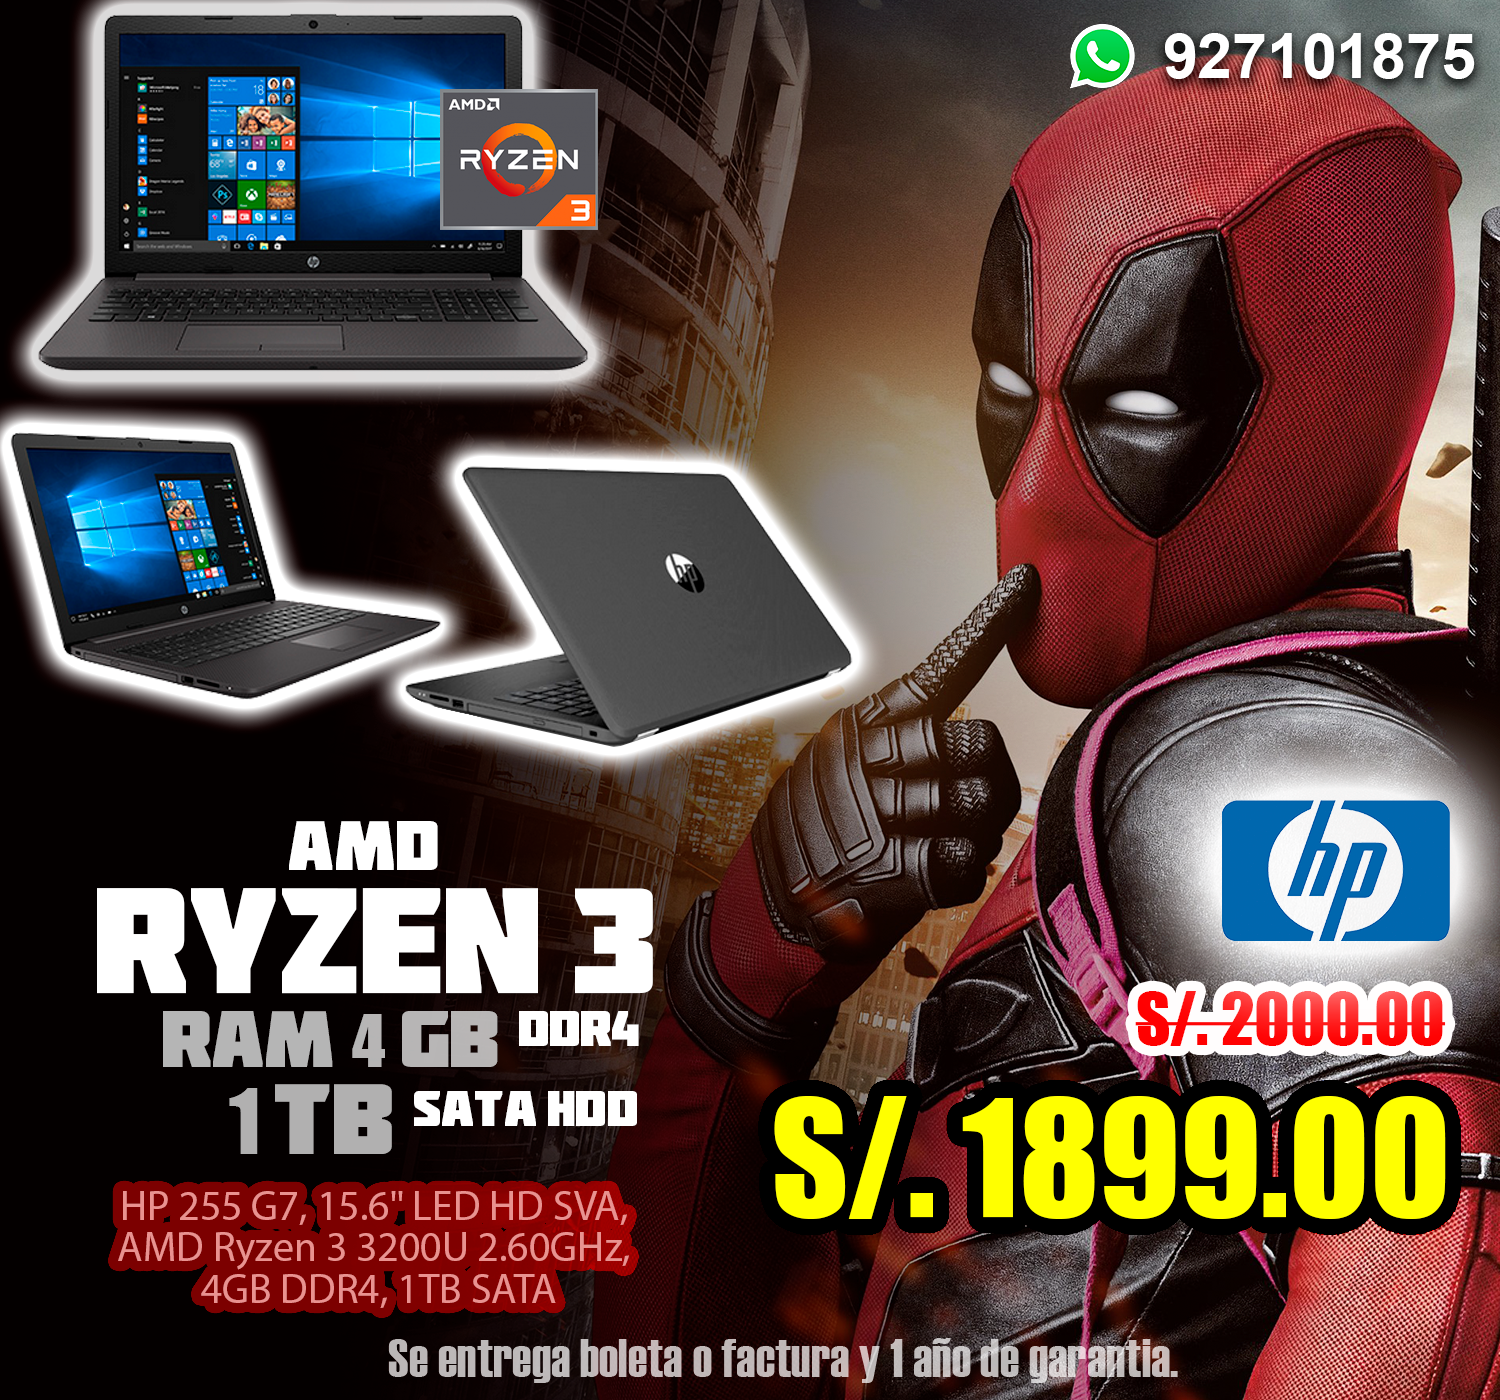 927101875
AMD
RYZEN
3
hp
AMD
RYZEN 3
RAM 4 GB DDR4
1 TB SATA HDD
S/. 2000.00
S/. 1899.00
HP 255 G7, 15.6" LED HD SVA,
AMD Ryzen 3 3200U 2.60GHz,
4GB DDR4, 1TB SATA
Se entrega boleta o factura y 1 año de garantia.